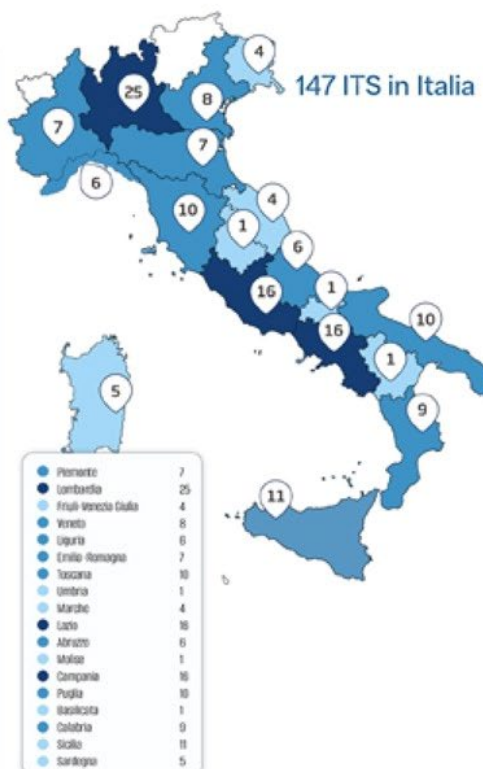 4
147 ITS in Italia
25
8
7
7
6
4
10
1
6
16
1
16
10
1
5
9
11
Piemonte 7
Lombardia 25
Friuli-Venezia Giulia 4
Veneto 8
Liguria 6
Emilia-Romagna 7
Toscana 10
Umbria 1
Marche 4
Lazio 16
Abruzzo 6
Molise 1
Campania 16
Puglia 10
Basilicata 1
Calabria 9
Sicilia 11
Sardegna 5